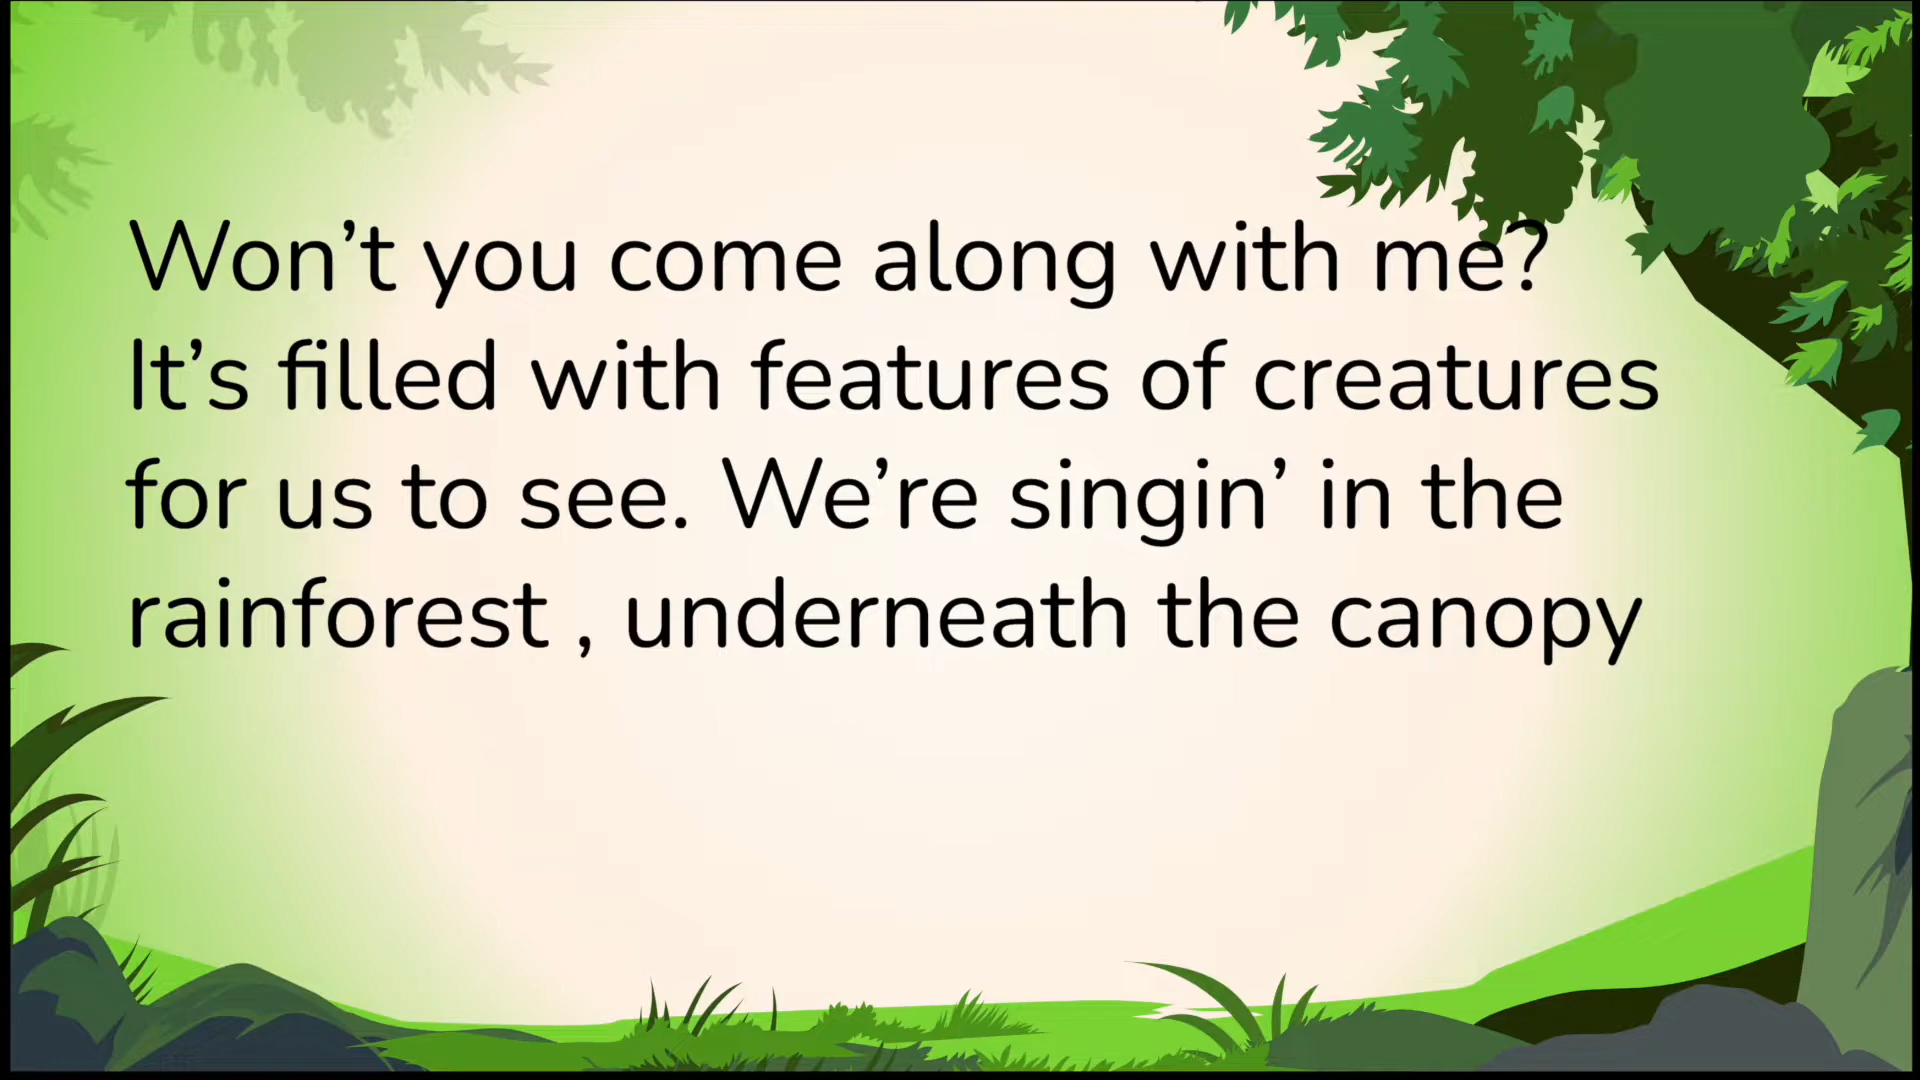 Won’t you come along with me?
It’s filled with features of creatures
for us to see. We’re singin’ in the
rainforest , underneath the canopy